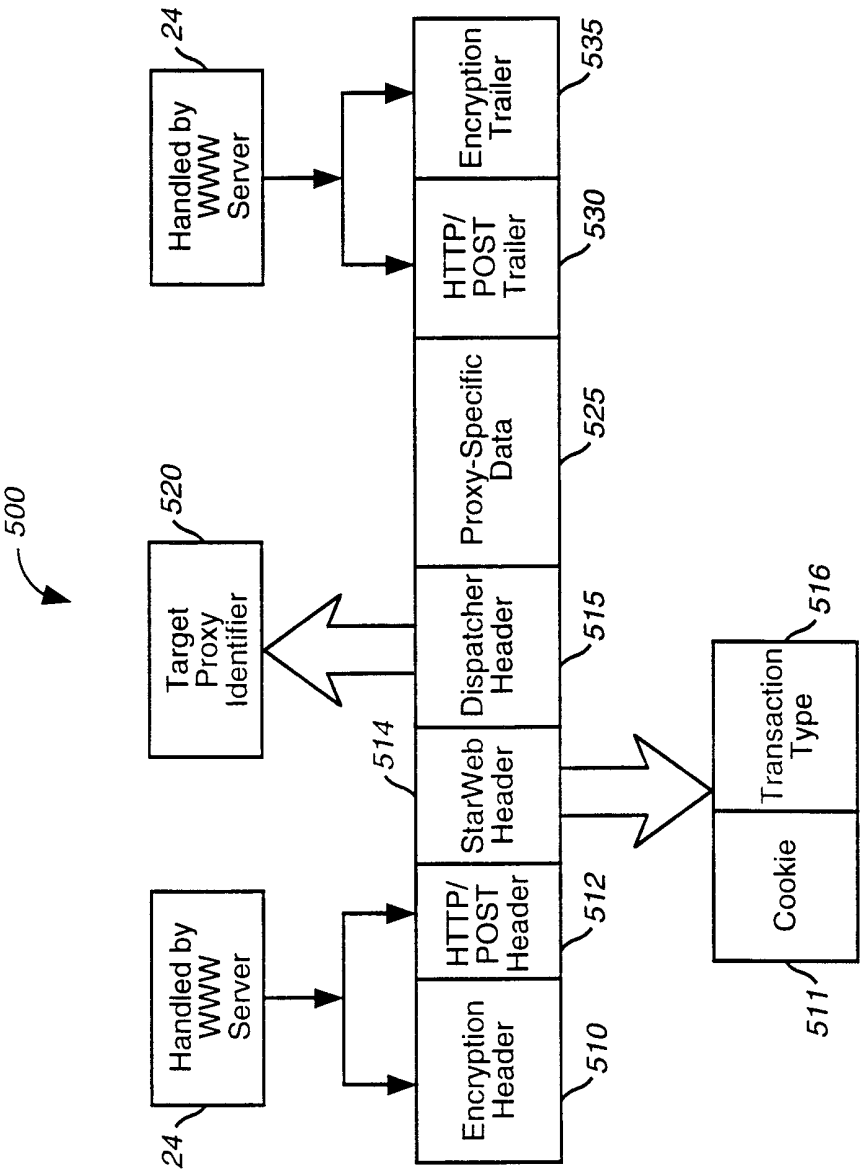 500
24
Handled by
WWW
Server
520
Target
Proxy
Identifier
24
Handled by
WWW
Server
514
Encryption
Header
HTTP/
POST
Header
StarWeb
Header
Dispatcher
Header
Proxy-Specific
Data
HTTP/
POST
Trailer
Encryption
Trailer
510
512
515
525
530
535
Cookie
Transaction
Type
511
516